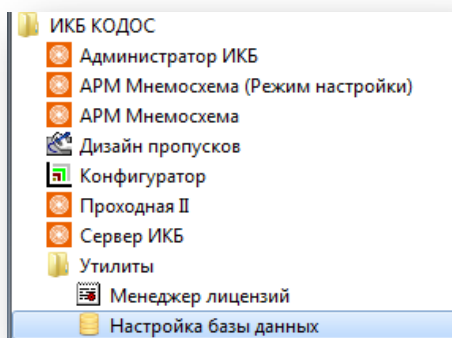 ИКБ КОДОС
Администратор ИКБ
АРМ Мнемосхема (Режим настройки)
АРМ Мнемосхема
Дизайн пропусков
Конфигуратор
Проходная II
Сервер ИКБ
Утилиты
Менеджер лицензий
Настройка базы данных